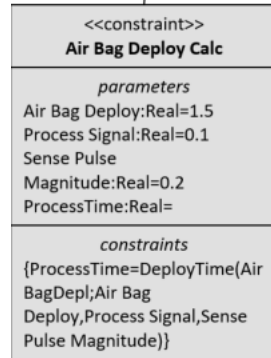 <<constraint>>
Air Bag Deploy Calc
parameters
Air Bag Deploy:Real=1.5
Process Signal:Real=0.1
Sense Pulse
Magnitude:Real=0.2
ProcessTime:Real=
constraints
{ProcessTime=DeployTime(Air
BagDepl;Air Bag
Deploy,Process Signal,Sense
Pulse Magnitude)}